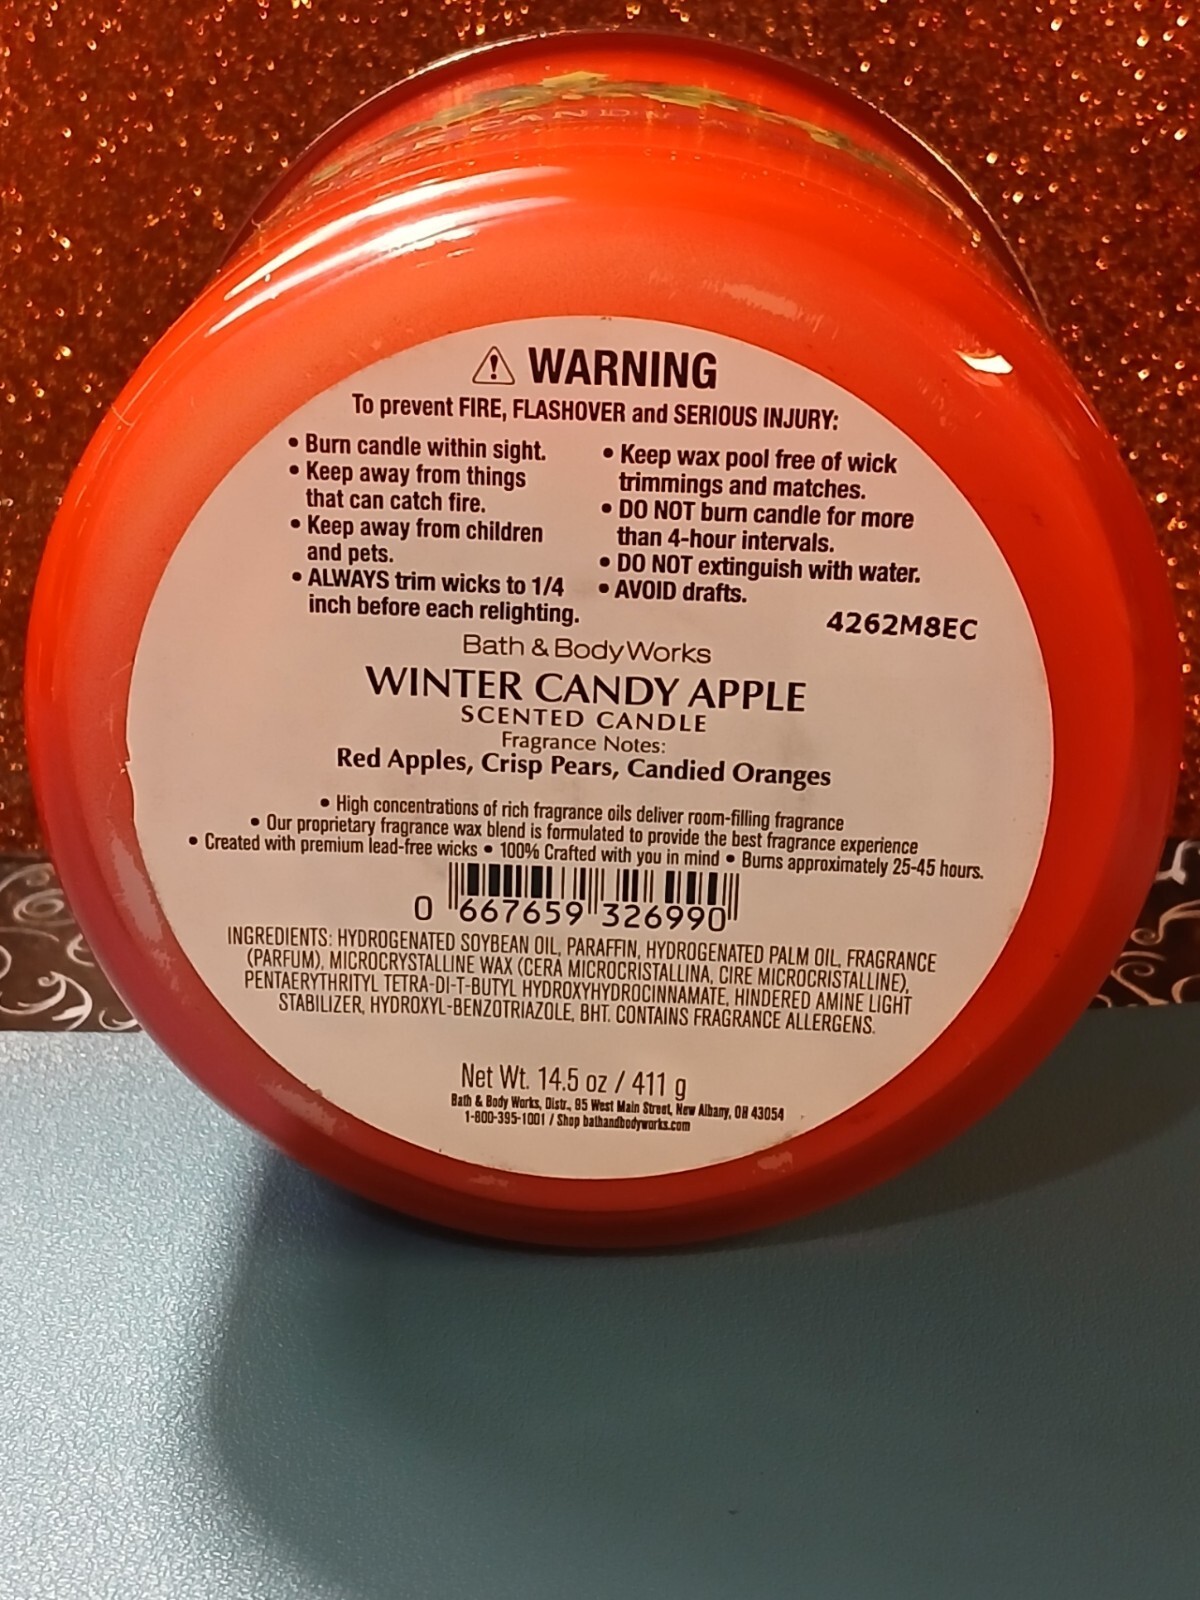 CANDY
WARNING
To prevent FIRE, FLASHOVER and SERIOUS INJURY:
• Burn candle within sight.
• Keep away from things
that can catch fire.
• Keep away from children
and pets.
• ALWAYS trim wicks to 1/4
inch before each relighting.
• Keep wax pool free of wick
trimmings and matches.
• DO NOT burn candle for more
than 4-hour intervals.
• DO NOT extinguish with water.
• AVOID drafts.
4262M8EC
Bath & Body Works
WINTER CANDY APPLE
SCENTED CANDLE
Fragrance Notes:
Red Apples, Crisp Pears, Candied Oranges
• High concentrations of rich fragrance oils deliver room-filling fragrance
• Our proprietary fragrance wax blend is formulated to provide the best fragrance experience
• Created with premium lead-free wicks • 100% Crafted with you in mind • Burns approximately 25-45 hours.
0 667659 326990
INGREDIENTS: HYDROGENATED SOYBEAN OIL, PARAFFIN, HYDROGENATED PALM OIL, FRAGRANCE
(PARFUM), MICROCRYSTALLINE WAX (CERA MICROCRISTALLINA, CIRE MICROCRISTALLINE),
PENTAERYTHRITYL TETRA-DI-T-BUTYL HYDROXYHYDROCINNAMATE, HINDERED AMINE LIGHT
STABILIZER, HYDROXYL-BENZOTRIAZOLE, BHT. CONTAINS FRAGRANCE ALLERGENS.
Net Wt. 14.5 oz / 411 g
Bath & Body Works, Distr., 95 West Main Street, New Albany, OH 43054
1-800-395-1001 / Shop bathandbodyworks.com